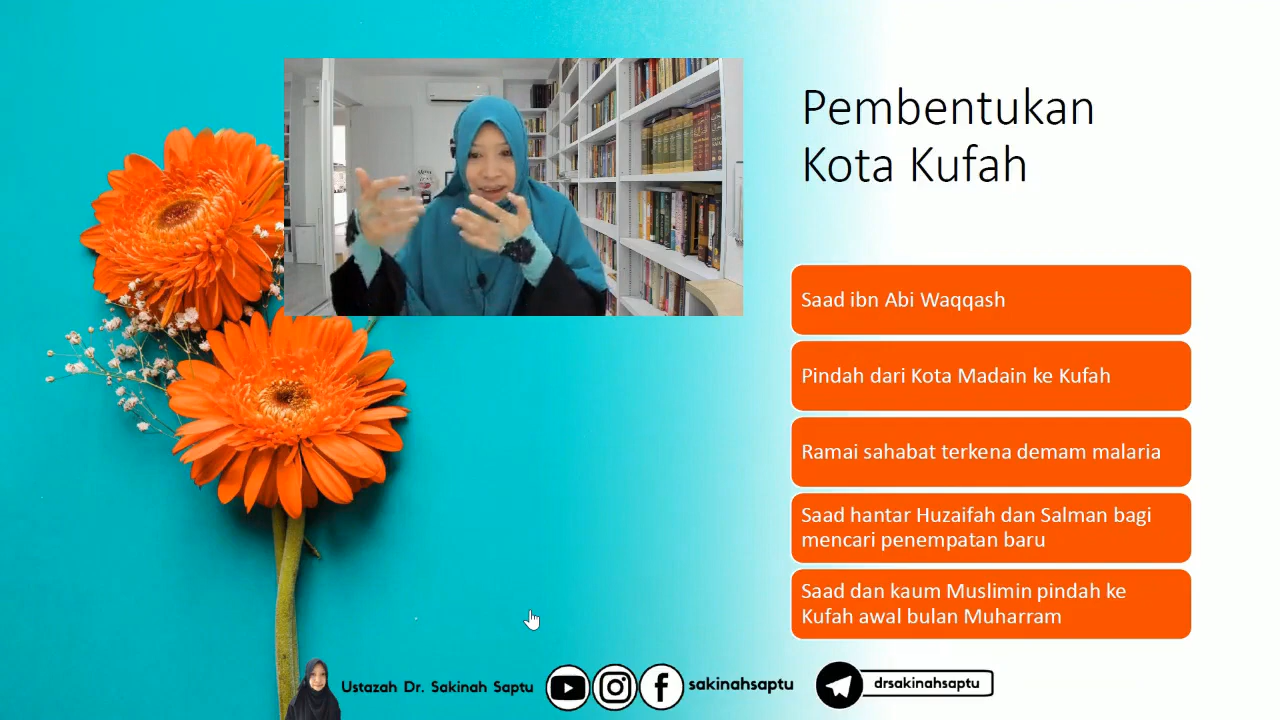 Pembentukan
Kota Kufah
Saad ibn Abi Waqqash
Pindah dari Kota Madain ke Kufah
Ramai sahabat terkena demam malaria
Saad hantar Huzaifah dan Salman bagi
mencari penempatan baru
Saad dan kaum Muslimin pindah ke
Kufah awal bulan Muharram
Ustazah Dr. Sakinah Saptu
sakinahsaptu
drsakinahsaptu